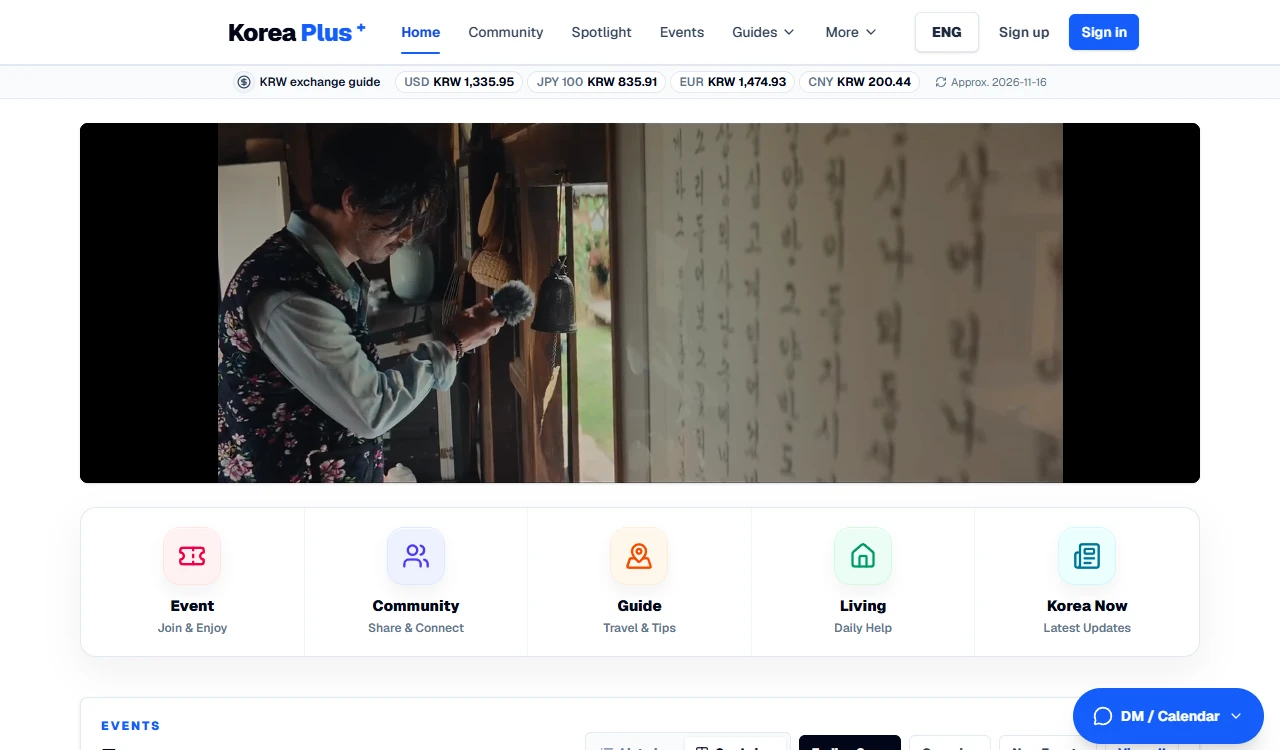 Korea Plus +
Home
Community
Spotlight
Events
Guides
More
ENG
Sign up
Sign in
KRW exchange guide
USD KRW 1,335.95
JPY 100 KRW 835.91
EUR KRW 1,474.93
CNY KRW 200.44
Approx. 2026-11-16
Event
Join & Enjoy
Community
Share & Connect
Guide
Travel & Tips
Living
Daily Help
Korea Now
Latest Updates
EVENTS
DM / Calendar